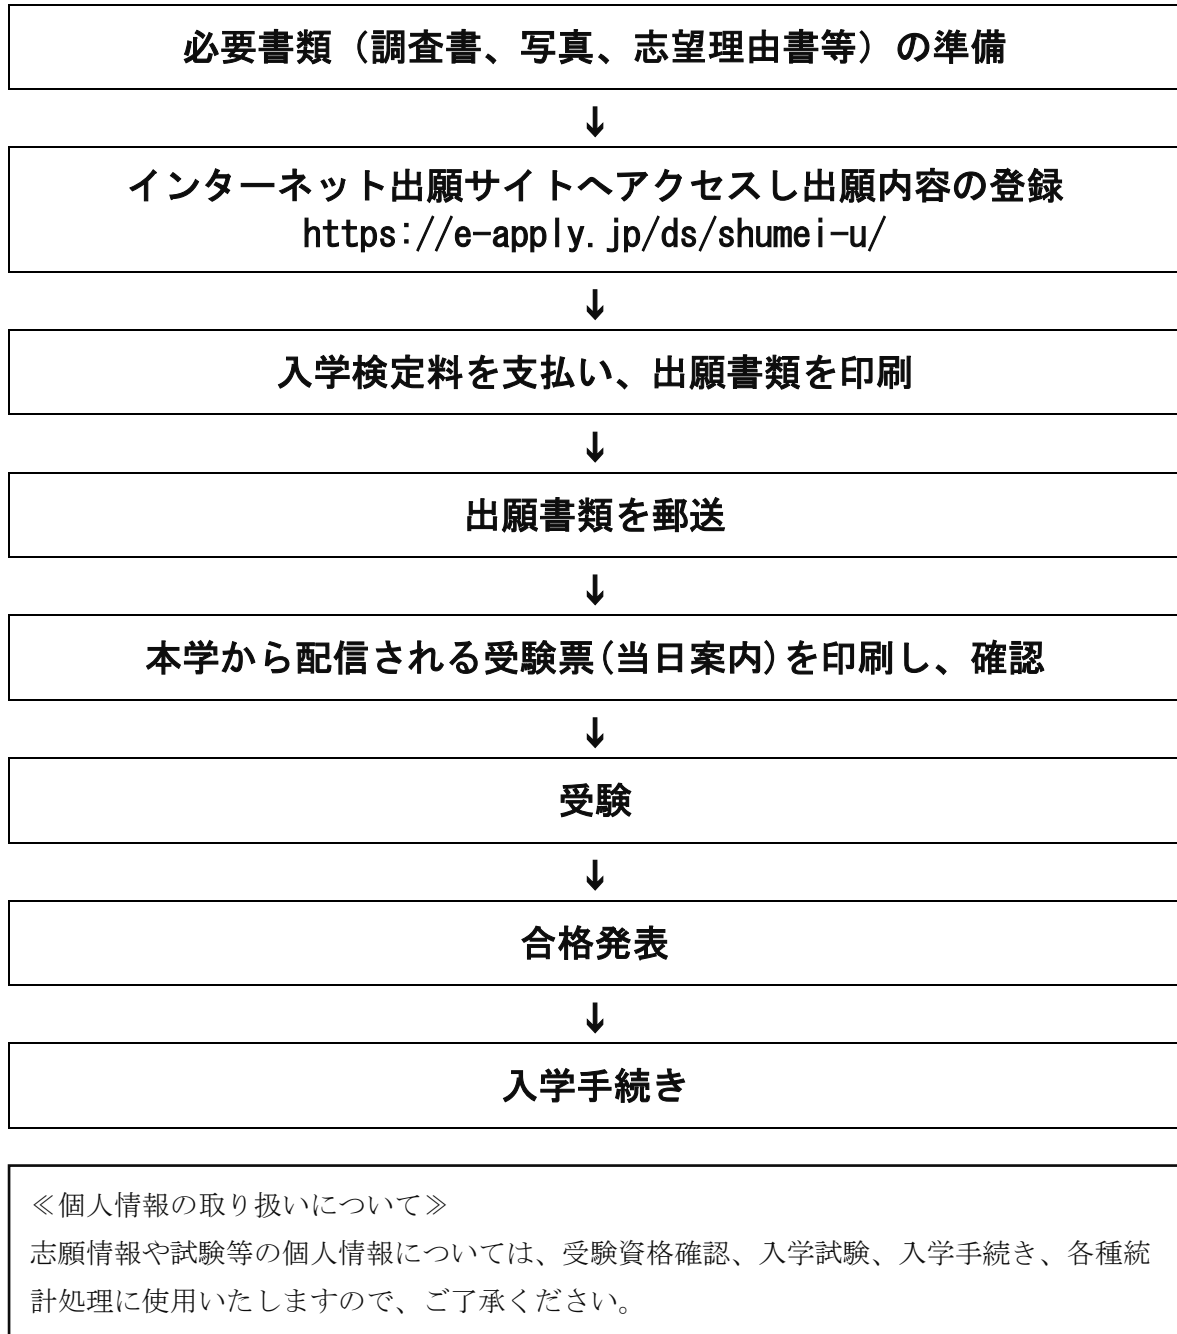 必要書類（調査書、写真、志望理由書等）の準備
↓
インターネット出願サイトへアクセスし出願内容の登録
https://e-apply.jp/ds/shumei-u/
↓
入学検定料を支払い、出願書類を印刷
↓
出願書類を郵送
↓
本学から配信される受験票(当日案内)を印刷し、確認
↓
受験
↓
合格発表
↓
入学手続き
≪個人情報の取り扱いについて≫
志願情報や試験等の個人情報については、受験資格確認、入学試験、入学手続き、各種統
計処理に使用いたしますので、ご了承ください。